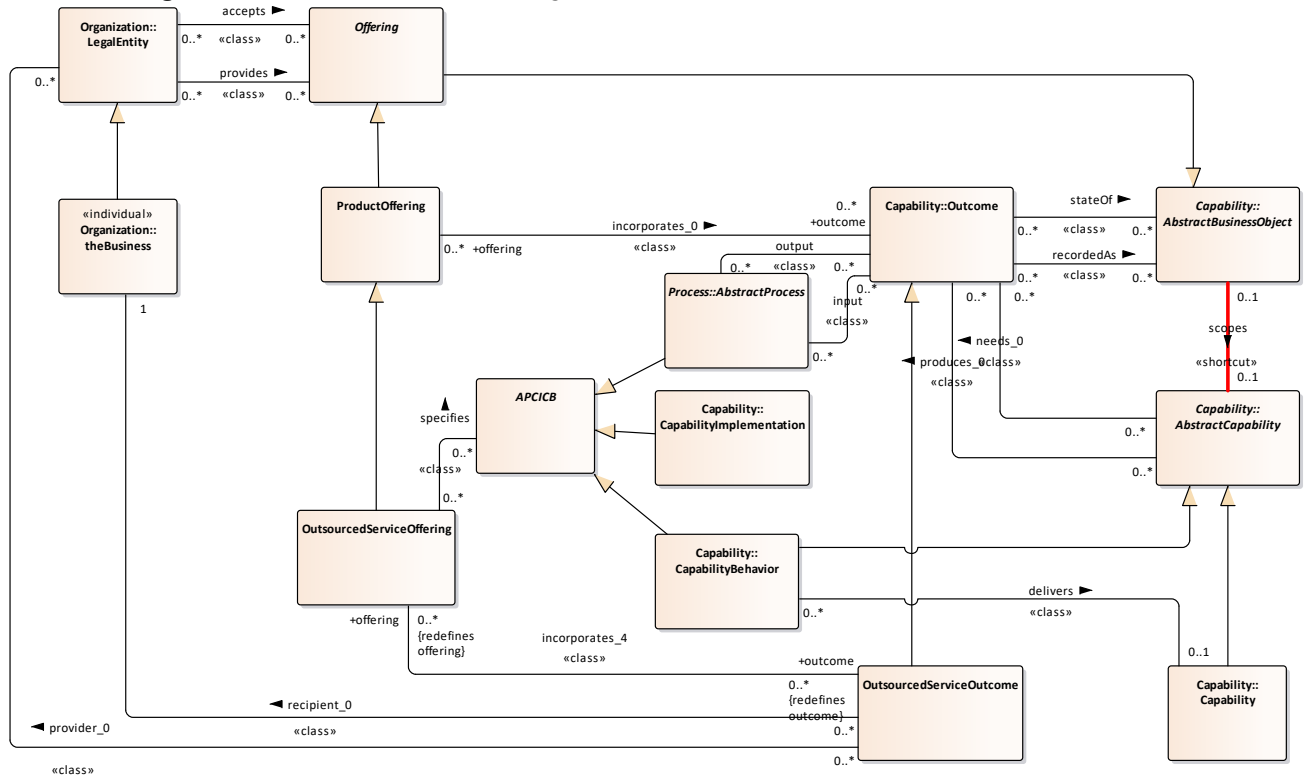 accepts
Organization::
LegalEntity
0..*
«class»
0..*
Offering
provides
0..*
0..*
«class»
0..*
«individual»
Organization::
theBusiness
1
ProductOffering
0..* +offering
incorporates_0
«class»
0..*
+outcome
Capability::Outcome
stateOf
0..*
«class»
0..*
recordedAs
0..*
«class»
0..*
Capability::
AbstractBusinessObject
output
0..*
«class»
0..*
Process::AbstractProcess
0..*
input
«class»
0..*
0..*
0..*
0..1
scopes
«shortcut»
0..1
needs_0
«class»
produces_0
«class»
APCICB
Capability::
CapabilityImplementation
Capability::
AbstractCapability
0..*
0..*
specifies
0..*
«class»
0..*
OutsourcedServiceOffering
Capability::
CapabilityBehavior
0..*
delivers
«class»
0..1
+offering
0..*
{redefines
offering}
incorporates_4
«class»
+outcome
0..*
{redefines
outcome}
OutsourcedServiceOutcome
Capability::
Capability
recipient_0
«class»
0..*
provider_0
«class»
0..*